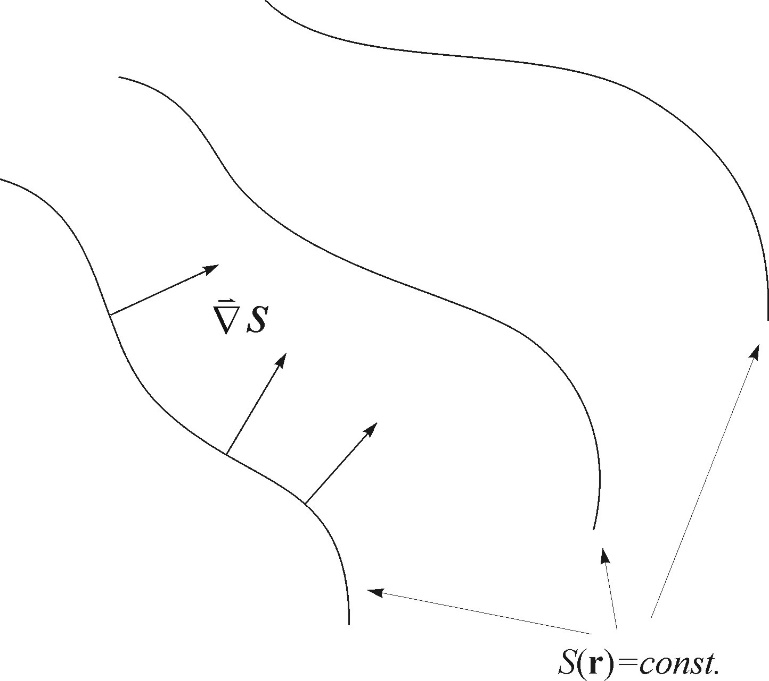 ∇⃗ S
S(r)=const.